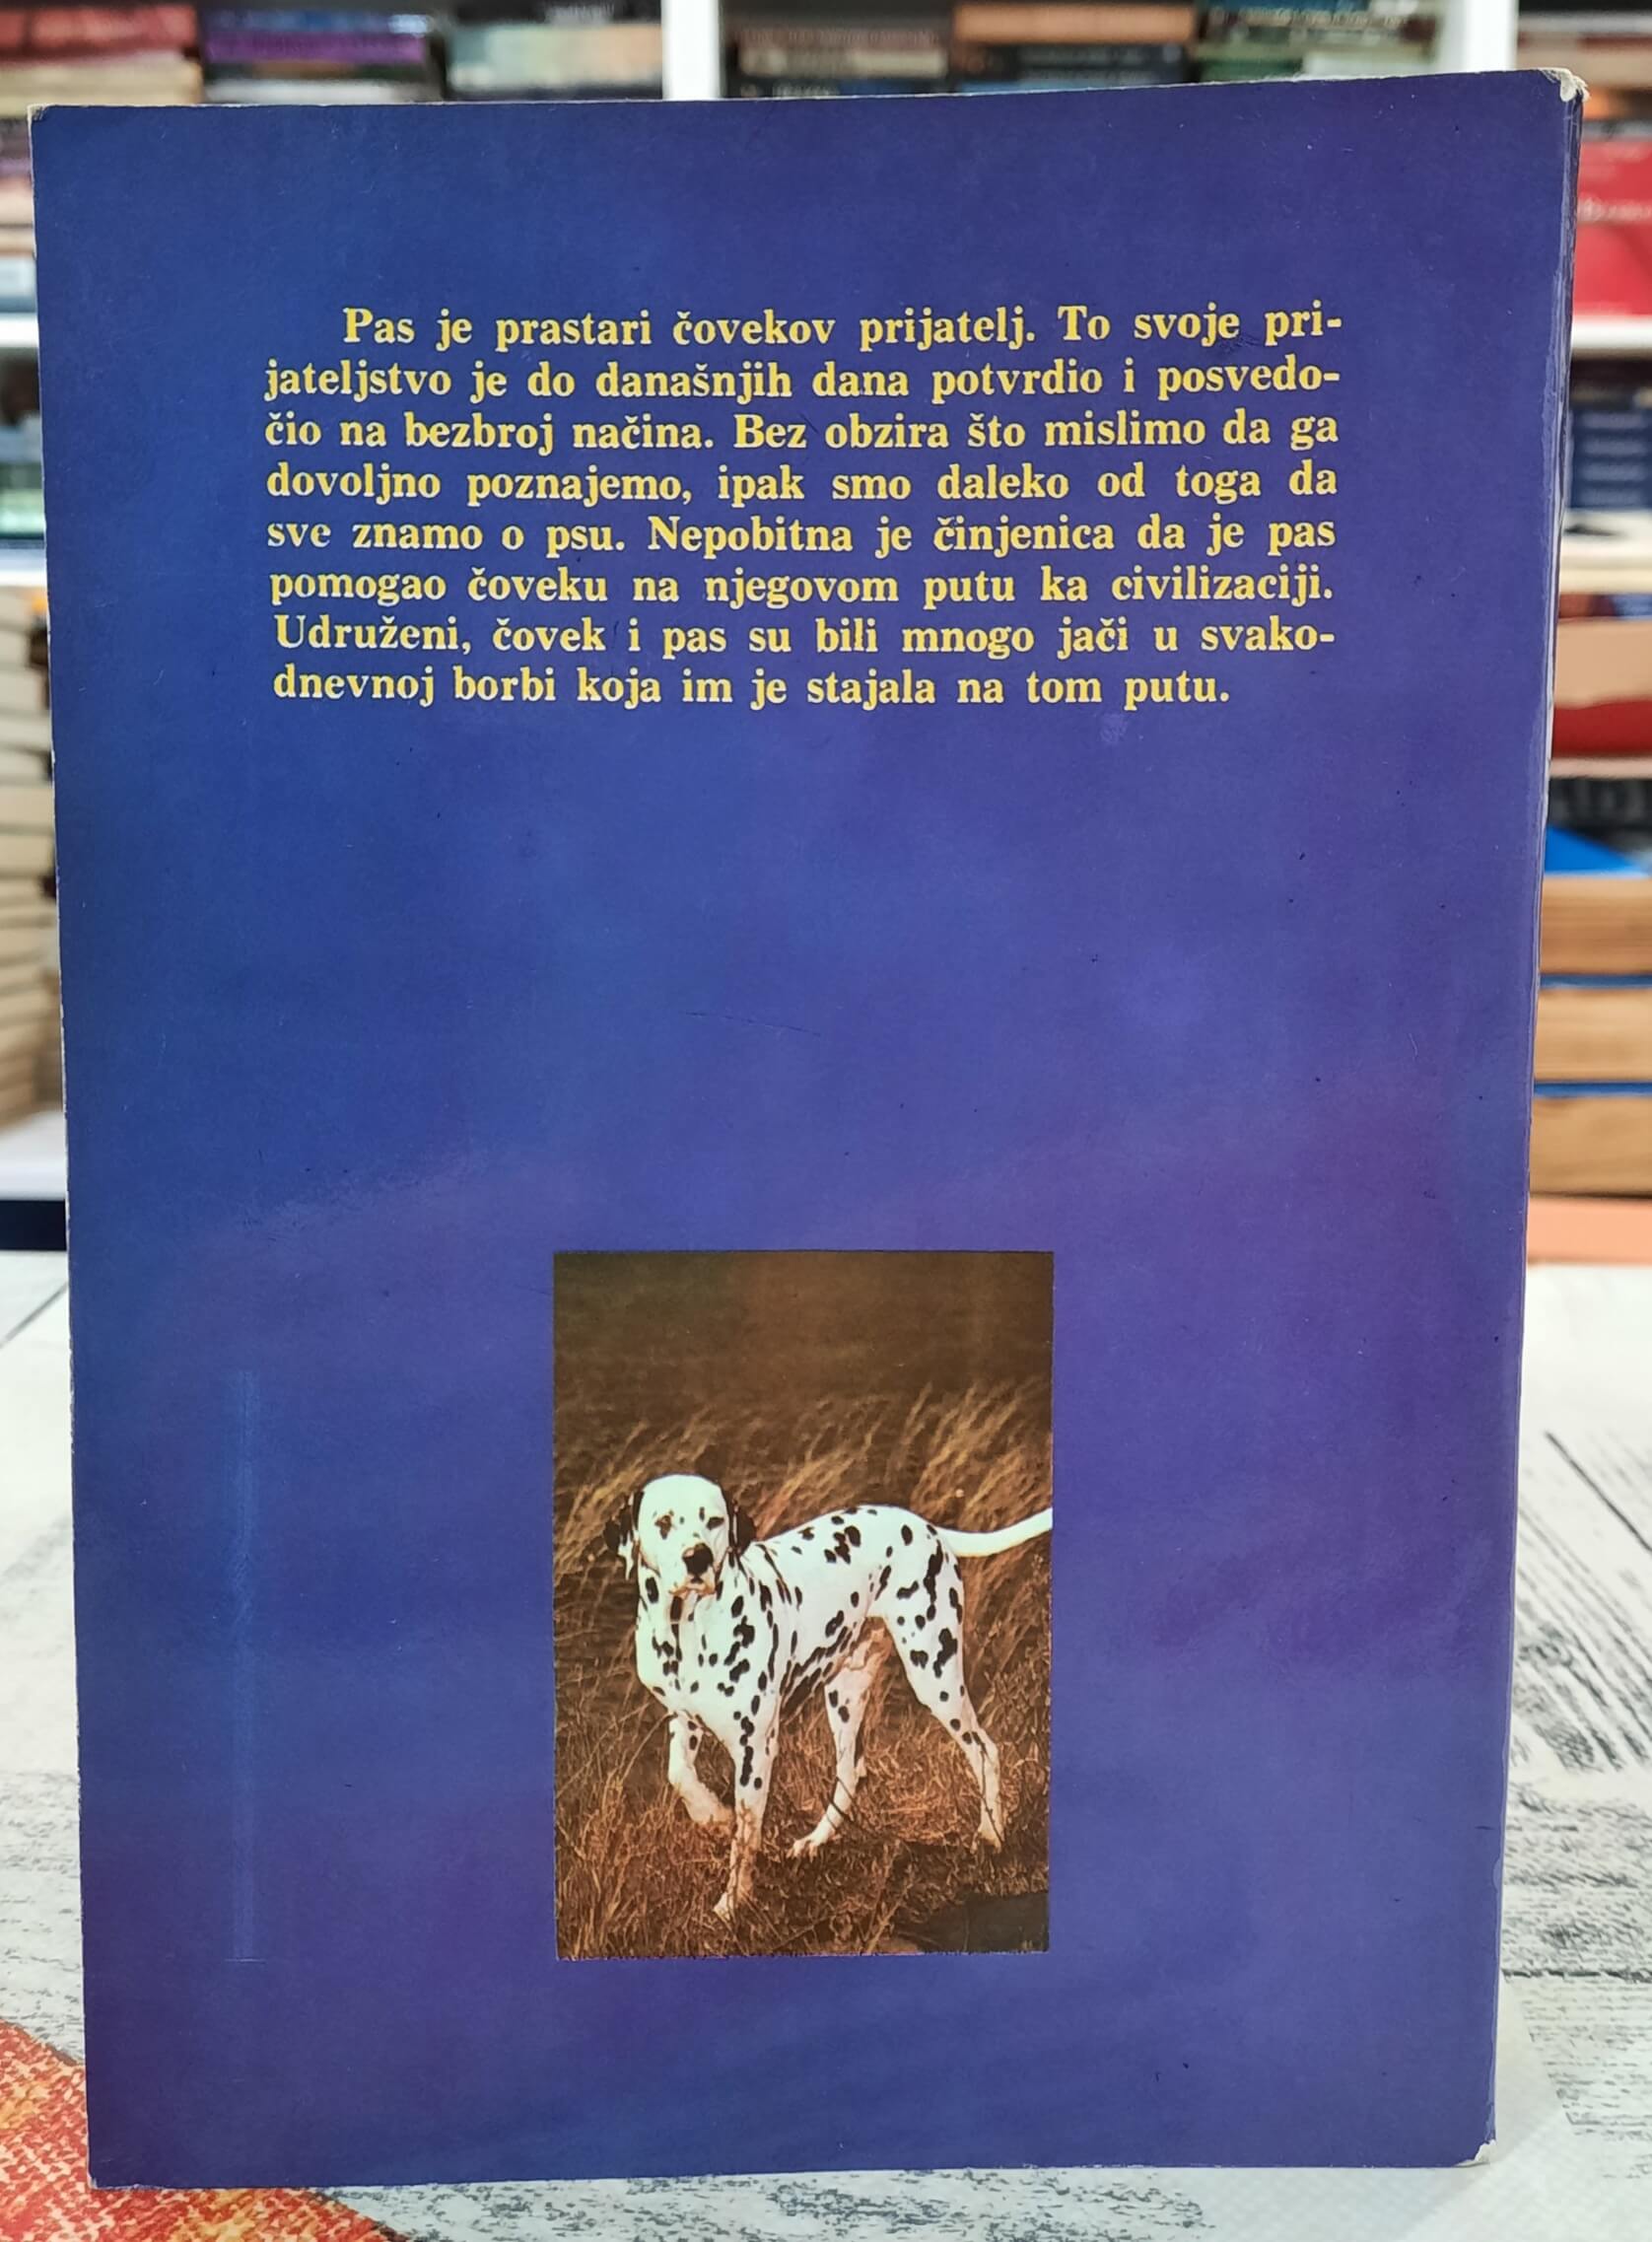 Pas je prastari čovekov prijatelj. To svoje pri-
jateljstvo je do današnjih dana potvrdio i posvedo-
čio na bezbroj načina. Bez obzira što mislimo da ga
dovoljno poznajemo, ipak smo daleko od toga da
sve znamo o psu. Nepobitna je činjenica da je pas
pomogao čoveku na njegovom putu ka civilizaciji.
Udruženi, čovek i pas su bili mnogo jači u svako-
dnevnoj borbi koja im je stajala na tom putu.